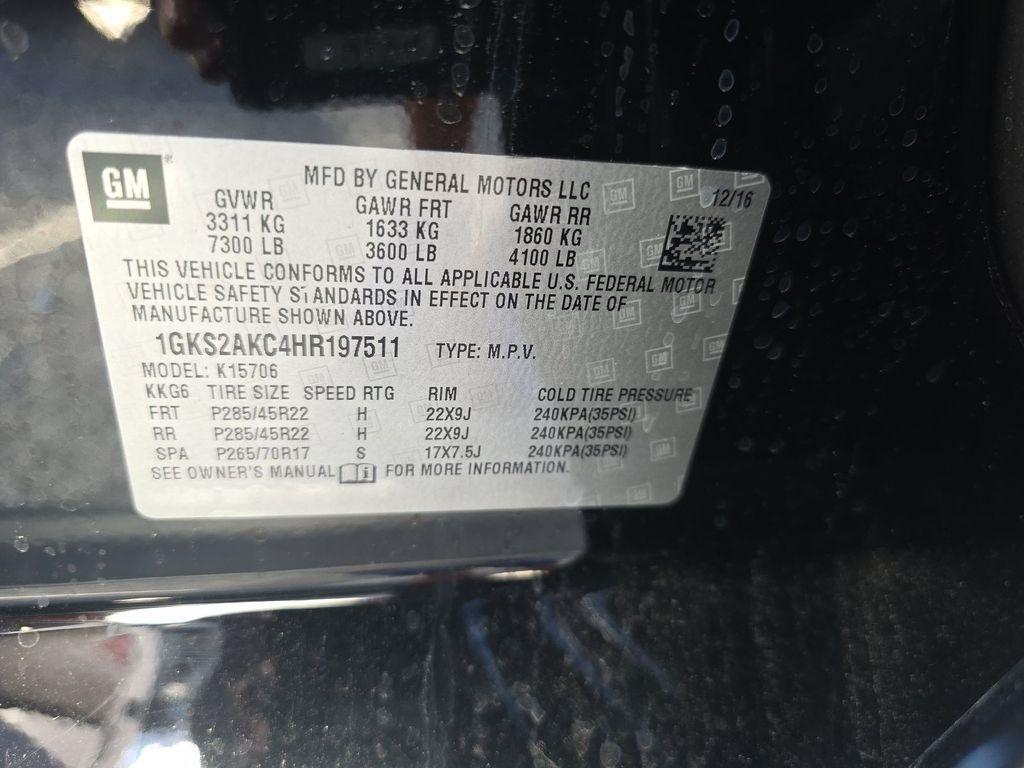 GM
MFD BY GENERAL MOTORS LLC 12/16
GVWR GAWR FRT GAWR RR
3311 KG 1633 KG 1860 KG
7300 LB 3600 LB 4100 LB
THIS VEHICLE CONFORMS TO ALL APPLICABLE U.S. FEDERAL MOTOR
VEHICLE SAFETY STANDARDS IN EFFECT ON THE DATE OF
MANUFACTURE SHOWN ABOVE.
1GKS2AKC4HR197511 TYPE: M.P.V.
MODEL: K15706
KKG6 TIRE SIZE SPEED RTG RIM COLD TIRE PRESSURE
FRT P285/45R22 H 22X9J 240KPA(35PSI)
RR P285/45R22 H 22X9J 240KPA(35PSI)
SPA P265/70R17 S 17X7.5J 240KPA(35PSI)
SEE OWNER'S MANUAL FOR MORE INFORMATION.